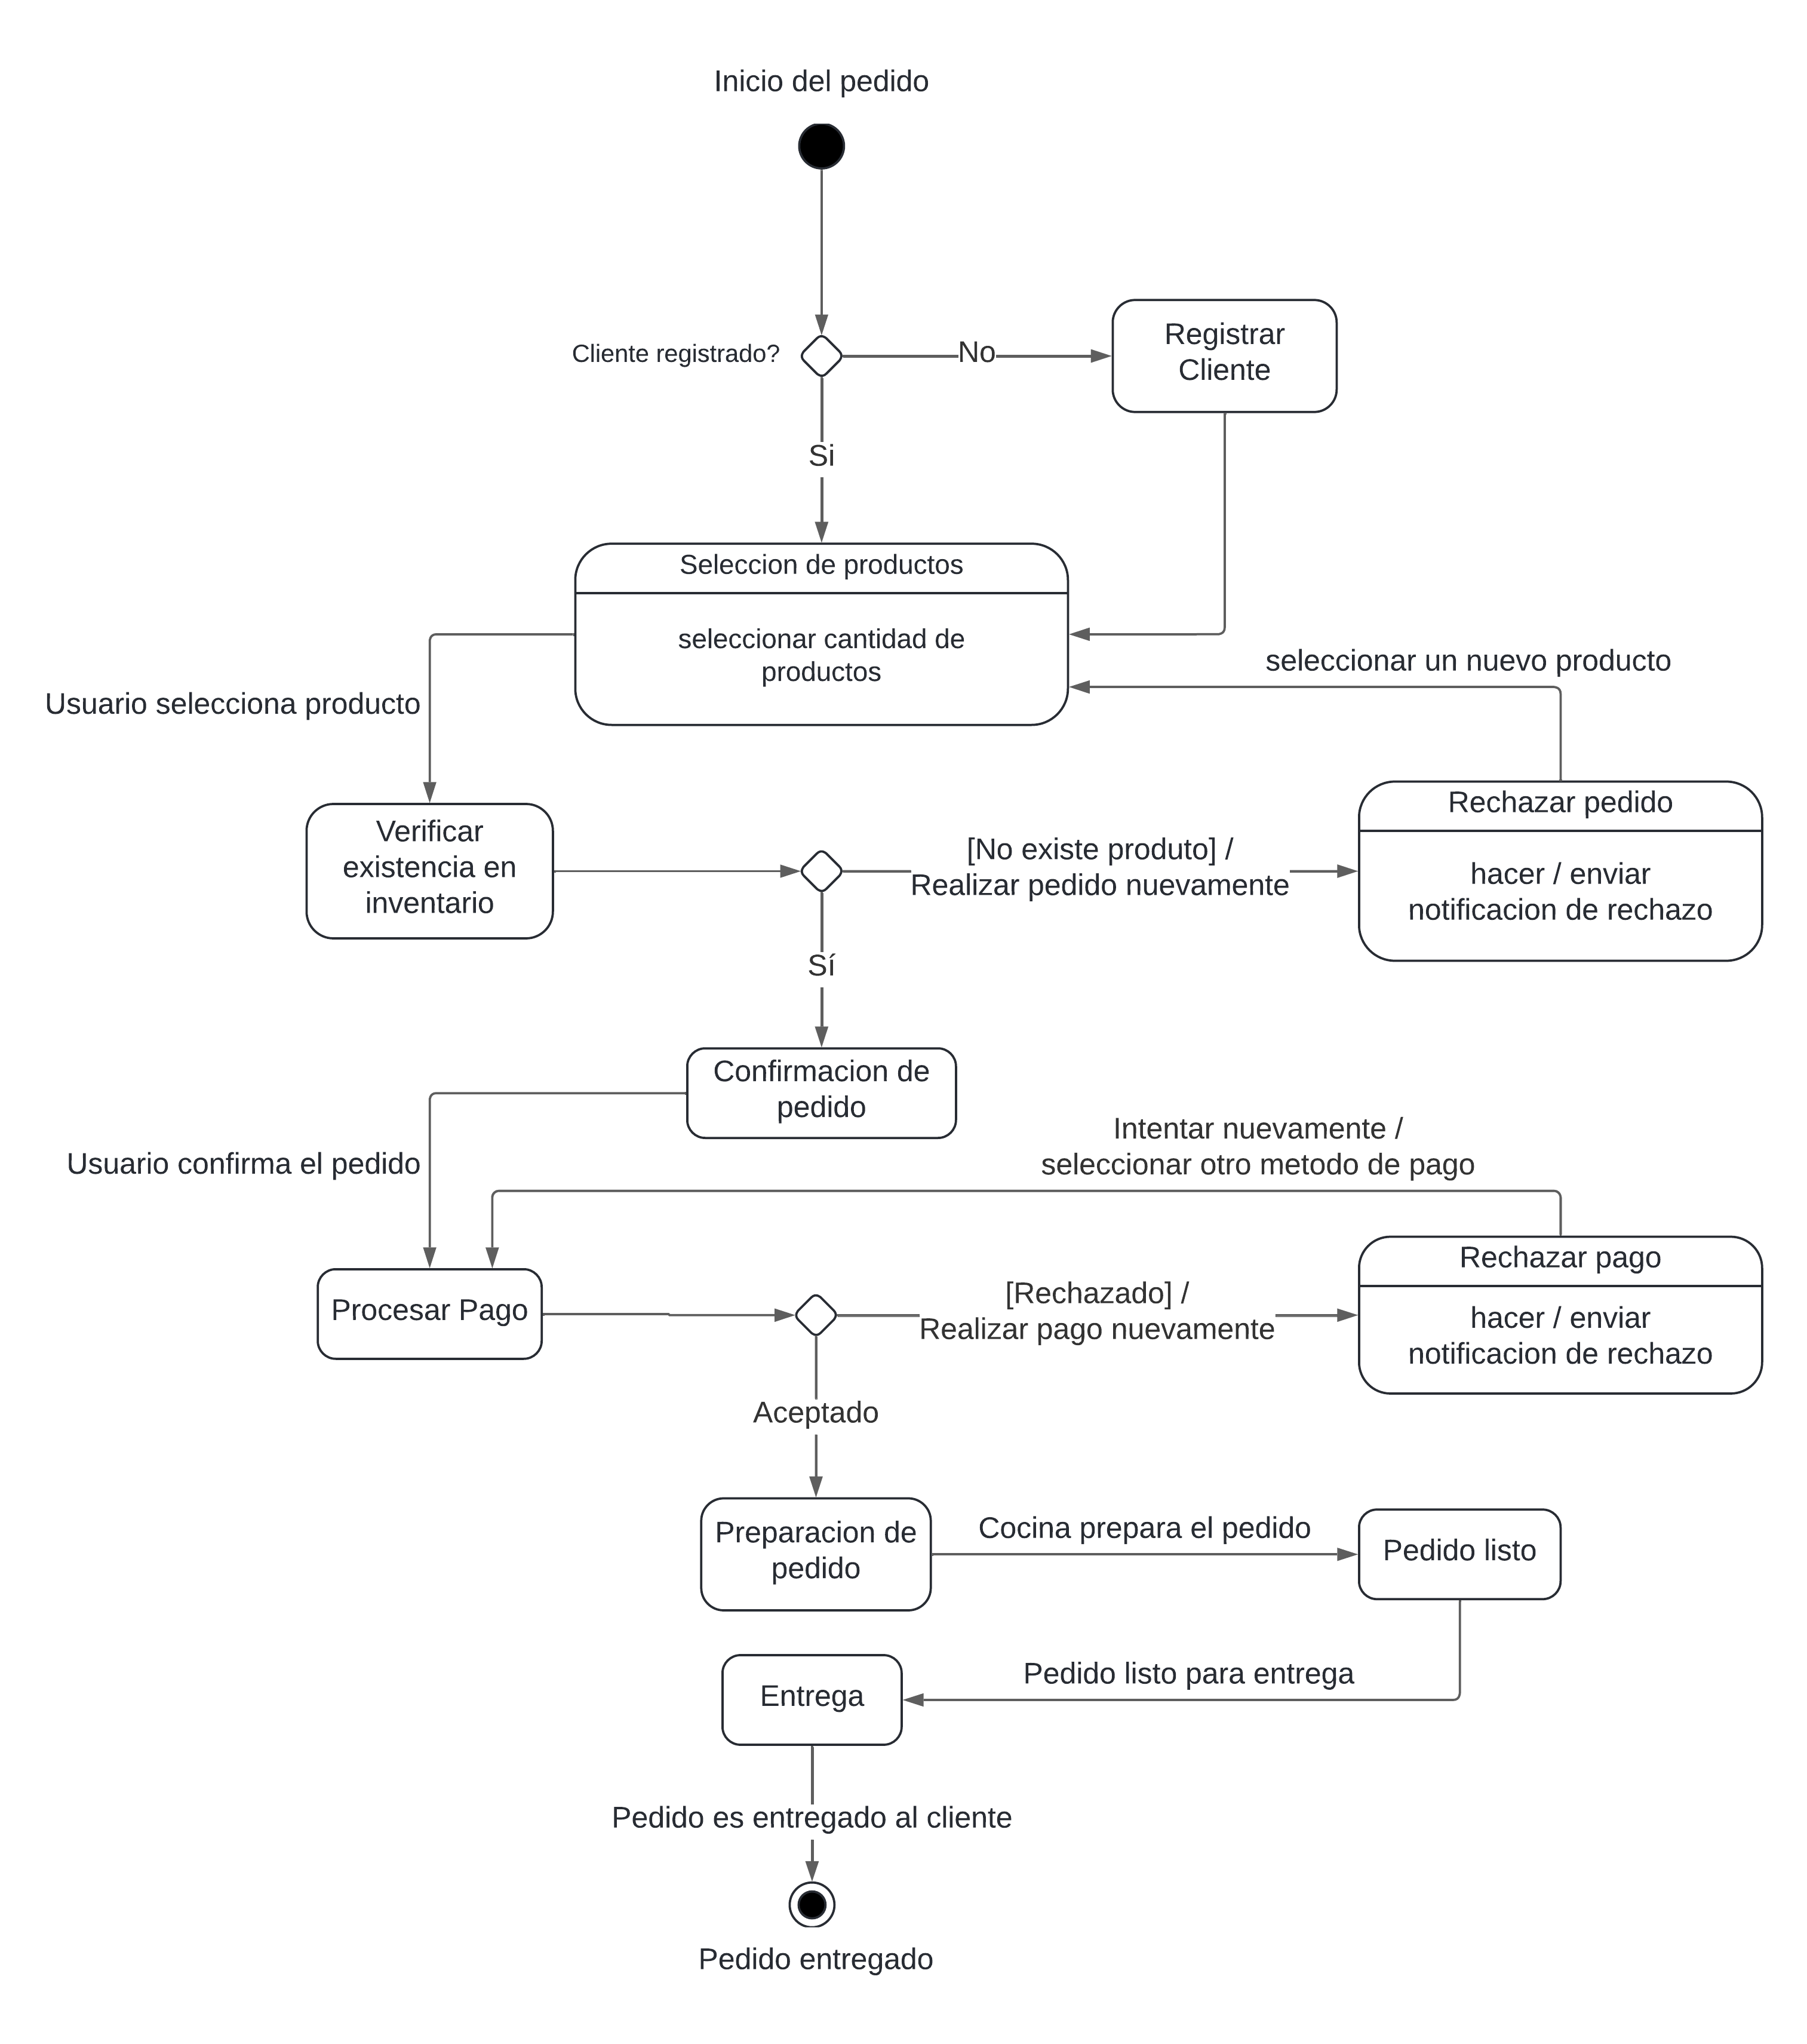 Inicio del pedido
Cliente registrado?
No
Registrar
Cliente
Si
Seleccion de productos
seleccionar cantidad de
productos
seleccionar un nuevo producto
Usuario selecciona producto
Verificar
existencia en
inventario
[No existe produto] /
Realizar pedido nuevamente
Rechazar pedido
hacer / enviar
notificacion de rechazo
Sí
Confirmacion de
pedido
Usuario confirma el pedido
Intentar nuevamente /
seleccionar otro metodo de pago
Procesar Pago
[Rechazado] /
Realizar pago nuevamente
Rechazar pago
hacer / enviar
notificacion de rechazo
Aceptado
Preparacion de
pedido
Cocina prepara el pedido
Pedido listo
Pedido listo para entrega
Entrega
Pedido es entregado al cliente
Pedido entregado